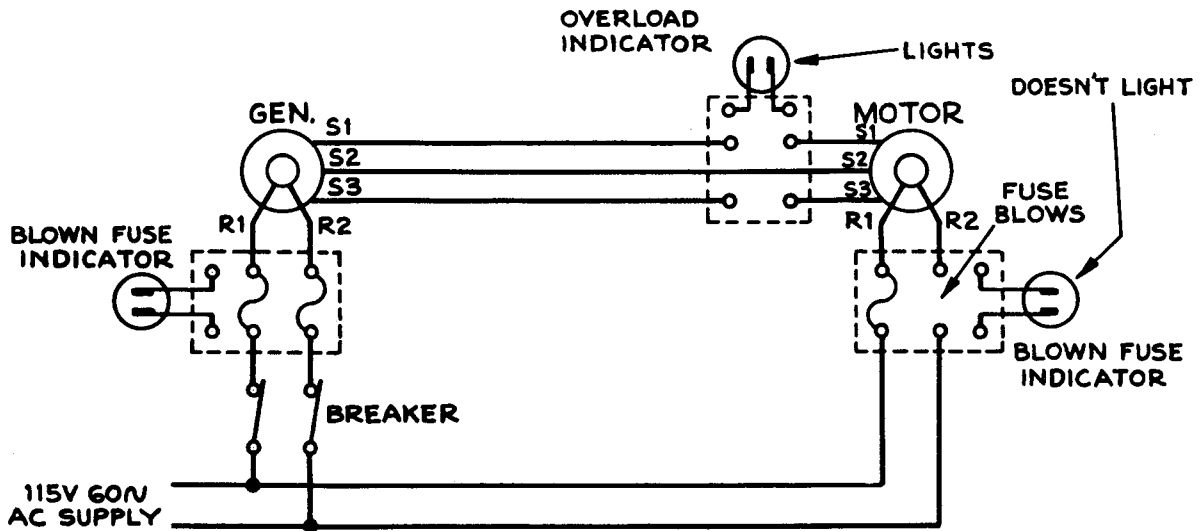 OVERLOAD
INDICATOR
LIGHTS
DOESN'T LIGHT
GEN.
MOTOR
S1
S2
S3
S1
S2
S3
R1
R2
R1
R2
FUSE
BLOWS
BLOWN FUSE
INDICATOR
BLOWN FUSE
INDICATOR
BREAKER
115V 60∿
AC SUPPLY